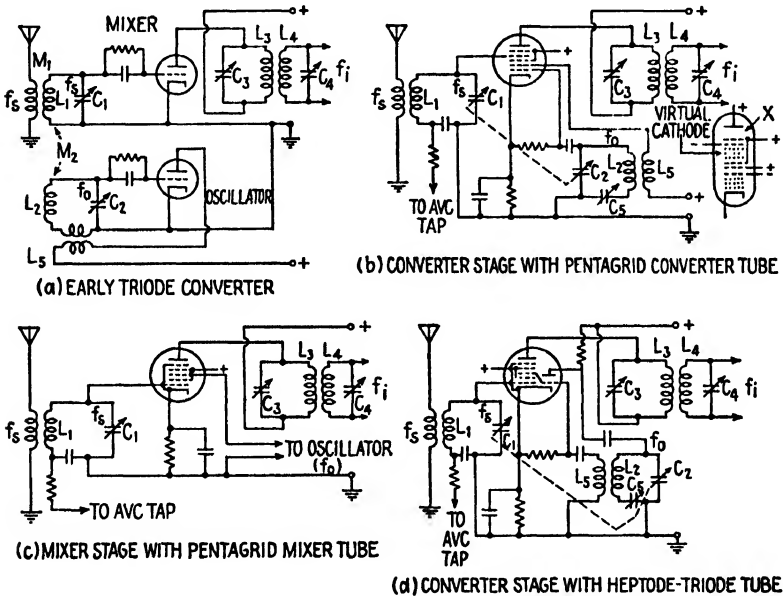 MIXER
M1
fs
L1
fs
C1
L3
L4
C3
C4
fi
+
M2
L2
fo
C2
OSCILLATOR
L5
+
(a) EARLY TRIODE CONVERTER
fs
L1
fs
C1
+
L3
L4
C3
C4
fi
+
VIRTUAL CATHODE
+
X
+
±
fo
C2
L2
L5
C5
+
TO AVC TAP
(b) CONVERTER STAGE WITH PENTAGRID CONVERTER TUBE
fs
L1
fs
C1
L3
L4
C3
C4
fi
+
TO OSCILLATOR
(fo)
TO AVC TAP
(c) MIXER STAGE WITH PENTAGRID MIXER TUBE
fs
L1
fs
C1
+
L3
L4
C3
C4
fi
+
fo
L5
L2
C5
C2
TO AVC TAP
(d) CONVERTER STAGE WITH HEPTODE-TRIODE TUBE